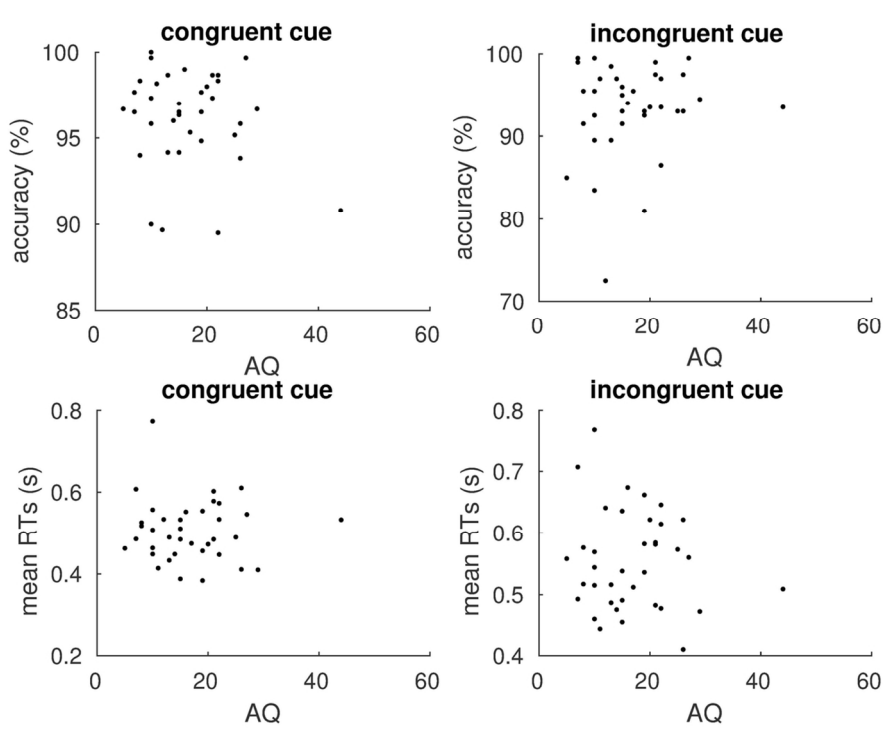 congruent cue
accuracy (%)
100
95
90
85
0 20 40 60
AQ
incongruent cue
accuracy (%)
100
90
80
70
0 20 40 60
AQ
congruent cue
mean RTs (s)
0.8
0.6
0.4
0.2
0 20 40 60
AQ
incongruent cue
mean RTs (s)
0.8
0.7
0.6
0.5
0.4
0 20 40 60
AQ